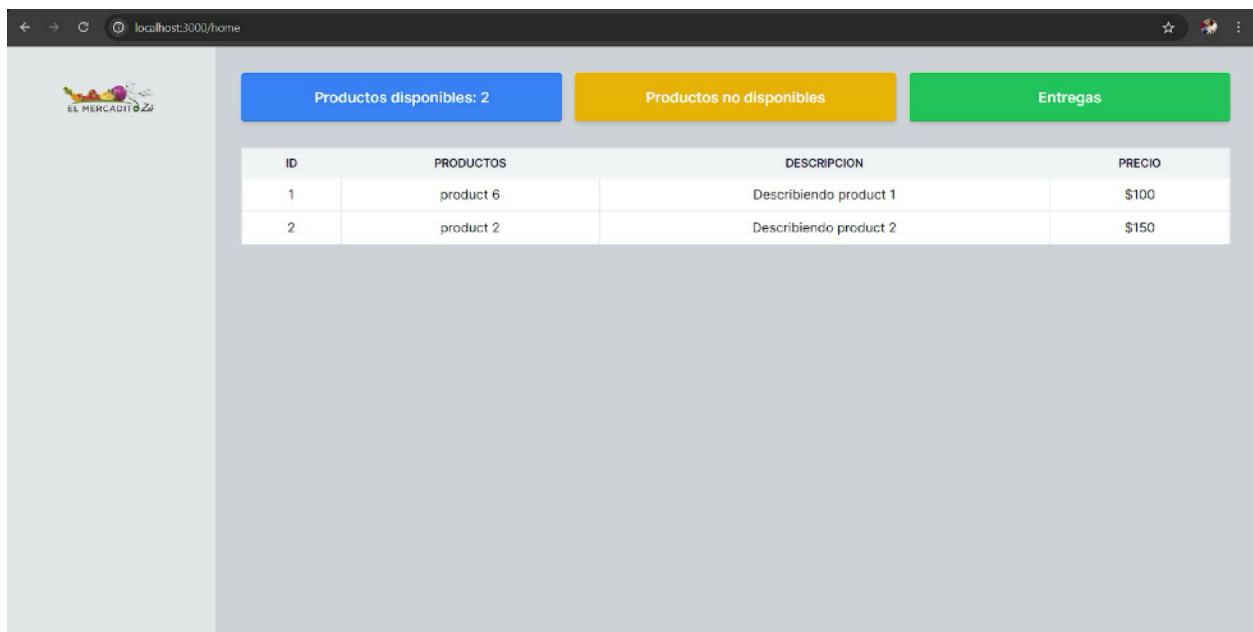 localhost:3000/home
EL MERCADITO Zó
Productos disponibles: 2
Productos no disponibles
Entregas
ID PRODUCTOS DESCRIPCION PRECIO
1 product 6 Describiendo product 1 $100
2 product 2 Describiendo product 2 $150